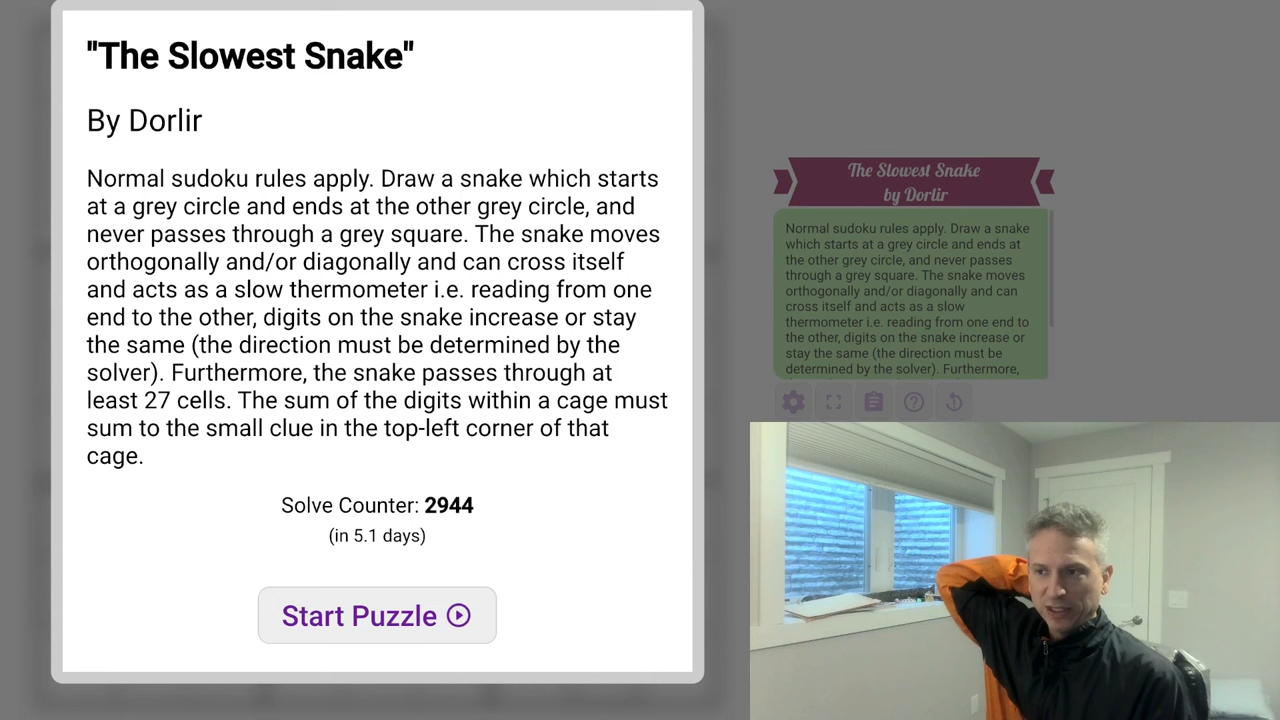 "The Slowest Snake"
By Dorlir
Normal sudoku rules apply. Draw a snake which starts
at a grey circle and ends at the other grey circle, and
never passes through a grey square. The snake moves
orthogonally and/or diagonally and can cross itself
and acts as a slow thermometer i.e. reading from one
end to the other, digits on the snake increase or stay
the same (the direction must be determined by the
solver). Furthermore, the snake passes through at
least 27 cells. The sum of the digits within a cage must
sum to the small clue in the top-left corner of that
cage.
Solve Counter: 2944
(in 5.1 days)
Start Puzzle
The Slowest Snake
by Dorlir
Normal sudoku rules apply. Draw a snake
which starts at a grey circle and ends at
the other grey circle, and never passes
through a grey square. The snake moves
orthogonally and/or diagonally and can
cross itself and acts as a slow
thermometer i.e. reading from one end to
the other, digits on the snake increase or
stay the same (the direction must be
determined by the solver). Furthermore,